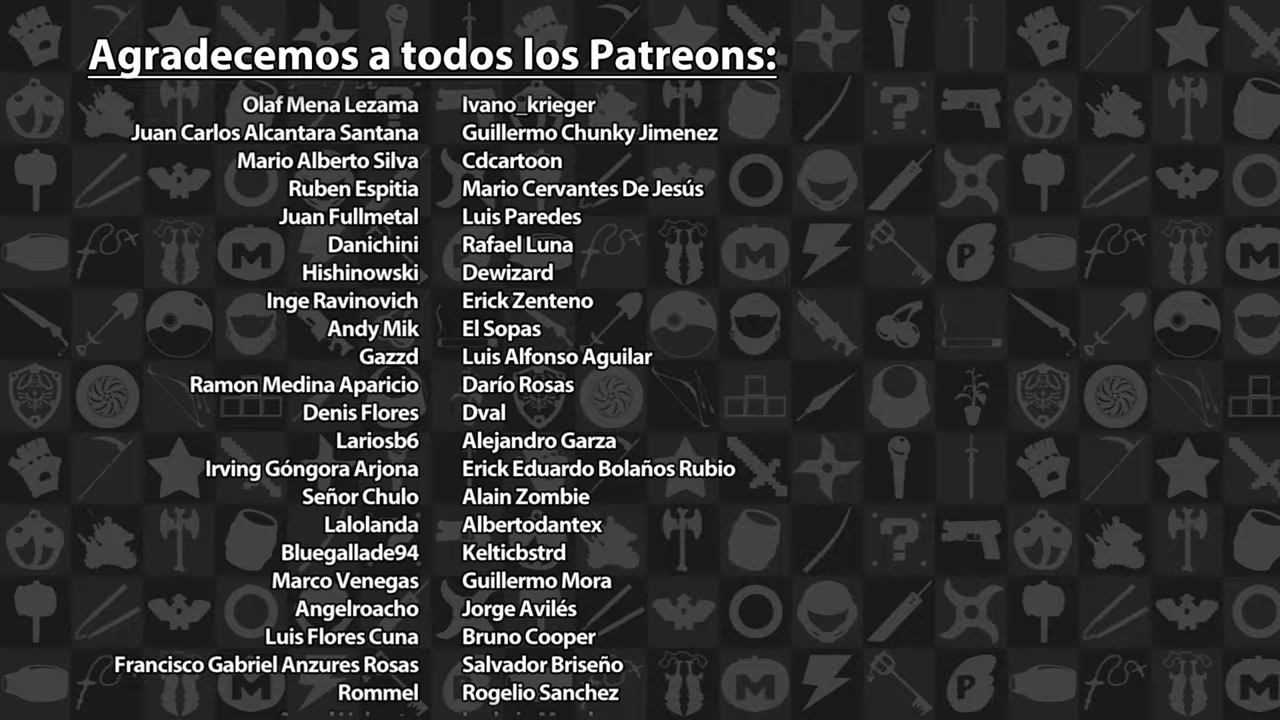 Agradecemos a todos los Patreons:
Olaf Mena Lezama Ivano_krieger
Juan Carlos Alcantara Santana Guillermo Chunky Jimenez
Mario Alberto Silva Cdcartoon
Ruben Espitia Mario Cervantes De Jesús
Juan Fullmetal Luis Paredes
Danichini Rafael Luna
Hishinowski Dewizard
Inge Ravinovich Erick Zenteno
Andy Mik El Sopas
Gazzd Luis Alfonso Aguilar
Ramon Medina Aparicio Darío Rosas
Denis Flores Dval
Lariosb6 Alejandro Garza
Irving Góngora Arjona Erick Eduardo Bolaños Rubio
Señor Chulo Alain Zombie
Lalolanda Albertodantex
Bluegallade94 Kelticbstrd
Marco Venegas Guillermo Mora
Angelroacho Jorge Avilés
Luis Flores Cuna Bruno Cooper
Francisco Gabriel Anzures Rosas Salvador Briseño
Rommel Rogelio Sanchez